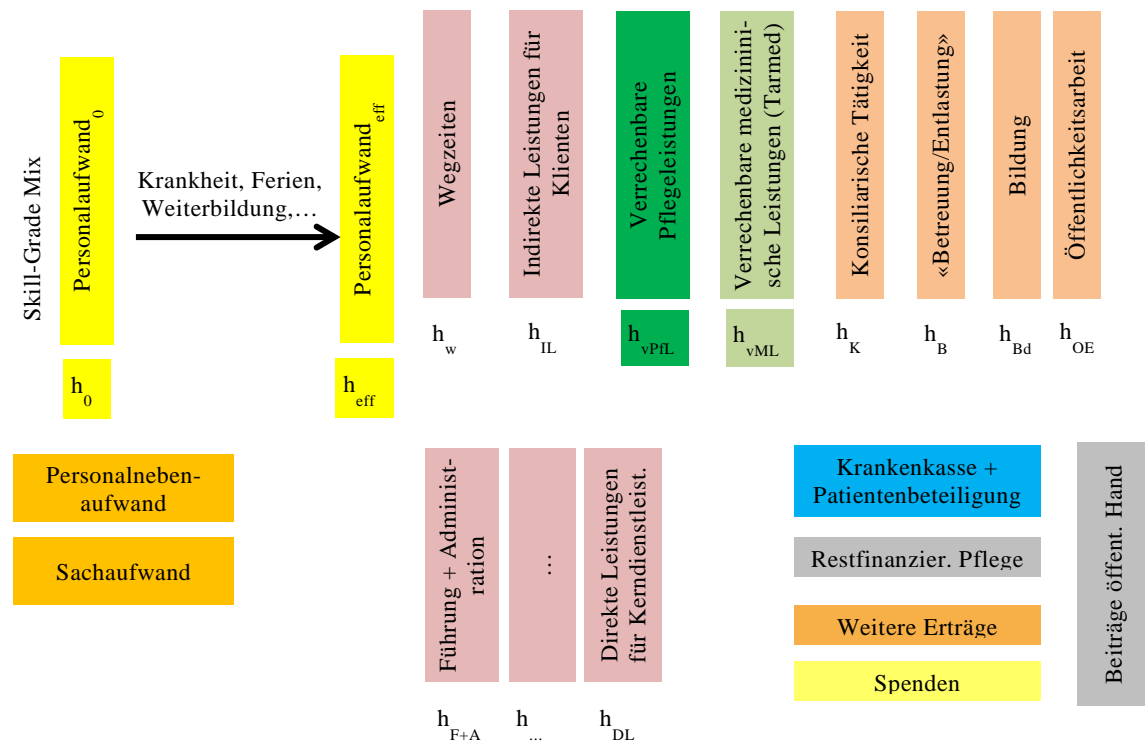 Skill-Grade Mix
Personalaufwand0
h0
Krankheit, Ferien,
Weiterbildung,…
Personalaufwandeff
heff
Wegzeiten
hw
Indirekte Leistungen für
Klienten
hIL
Verrechenbare
Pflegeleistungen
hvPfL
Verrechenbare medizinini-
sche Leistungen (Tarmed)
hvML
Konsiliarische Tätigkeit
hK
«Betreuung/Entlastung»
hB
Bildung
hBd
Öffentlichkeitsarbeit
hOE
Personalneben-
aufwand
Sachaufwand
Führung + Administ-
ration
hF+A
…
h...
Direkte Leistungen
für Kerndienstleist.
hDL
Krankenkasse +
Patientenbeteiligung
Restfinanzier. Pflege
Weitere Erträge
Spenden
Beiträge öffent. Hand